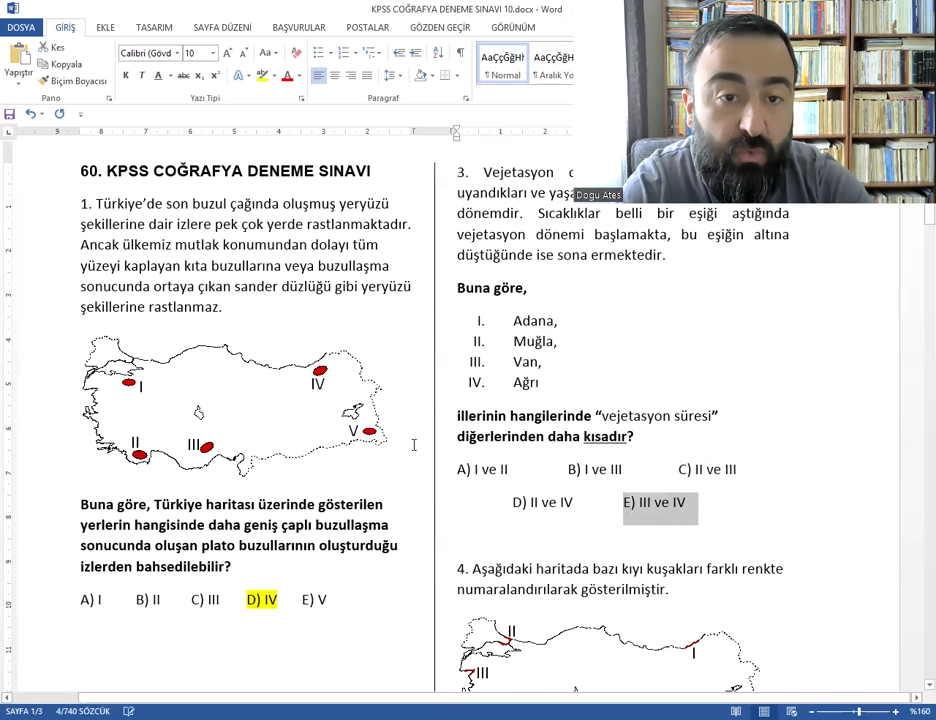 KPSS COĞRAFYA DENEME SINAVI 10.docx - Word
DOSYA GİRİŞ EKLE TASARIM SAYFA DÜZENİ BAŞVURULAR POSTALAR GÖZDEN GEÇİR GÖRÜNÜM
Yapıştır
Kes
Kopyala
Biçim Boyacısı
Calibri (Gövd 10
AaÇçĞğHł AaÇçĞğH
¶ Normal ¶ Aralık Yo
Pano Yazı Tipi Paragraf
60. KPSS COĞRAFYA DENEME SINAVI
1. Türkiye’de son buzul çağında oluşmuş yeryüzü
şekillerine dair izlere pek çok yerde rastlanmaktadır.
Ancak ülkemiz mutlak konumundan dolayı tüm
yüzeyi kaplayan kıta buzullarına veya buzullaşma
sonucunda ortaya çıkan sander düzlüğü gibi yeryüzü
şekillerine rastlanmaz.
I
II
III
IV
V
Buna göre, Türkiye haritası üzerinde gösterilen
yerlerin hangisinde daha geniş çaplı buzullaşma
sonucunda oluşan plato buzullarının oluşturduğu
izlerden bahsedilebilir?
A) I B) II C) III D) IV E) V
3. Vejetasyon
uyandıkları ve yaşa
dönemdir. Sıcaklıklar belli bir eşiği aştığında
vejetasyon dönemi başlamakta, bu eşiğin altına
düştüğünde ise sona ermektedir.
Buna göre,
I. Adana,
II. Muğla,
III. Van,
IV. Ağrı
illerinin hangilerinde “vejetasyon süresi”
diğerlerinden daha kısadır?
A) I ve II B) I ve III C) II ve III
D) II ve IV E) III ve IV
4. Aşağıdaki haritada bazı kıyı kuşakları farklı renkte
numaralandırılarak gösterilmiştir.
II
I
III
Dogu Ates
SAYFA 1/3 4/740 SÖZCÜK
%160